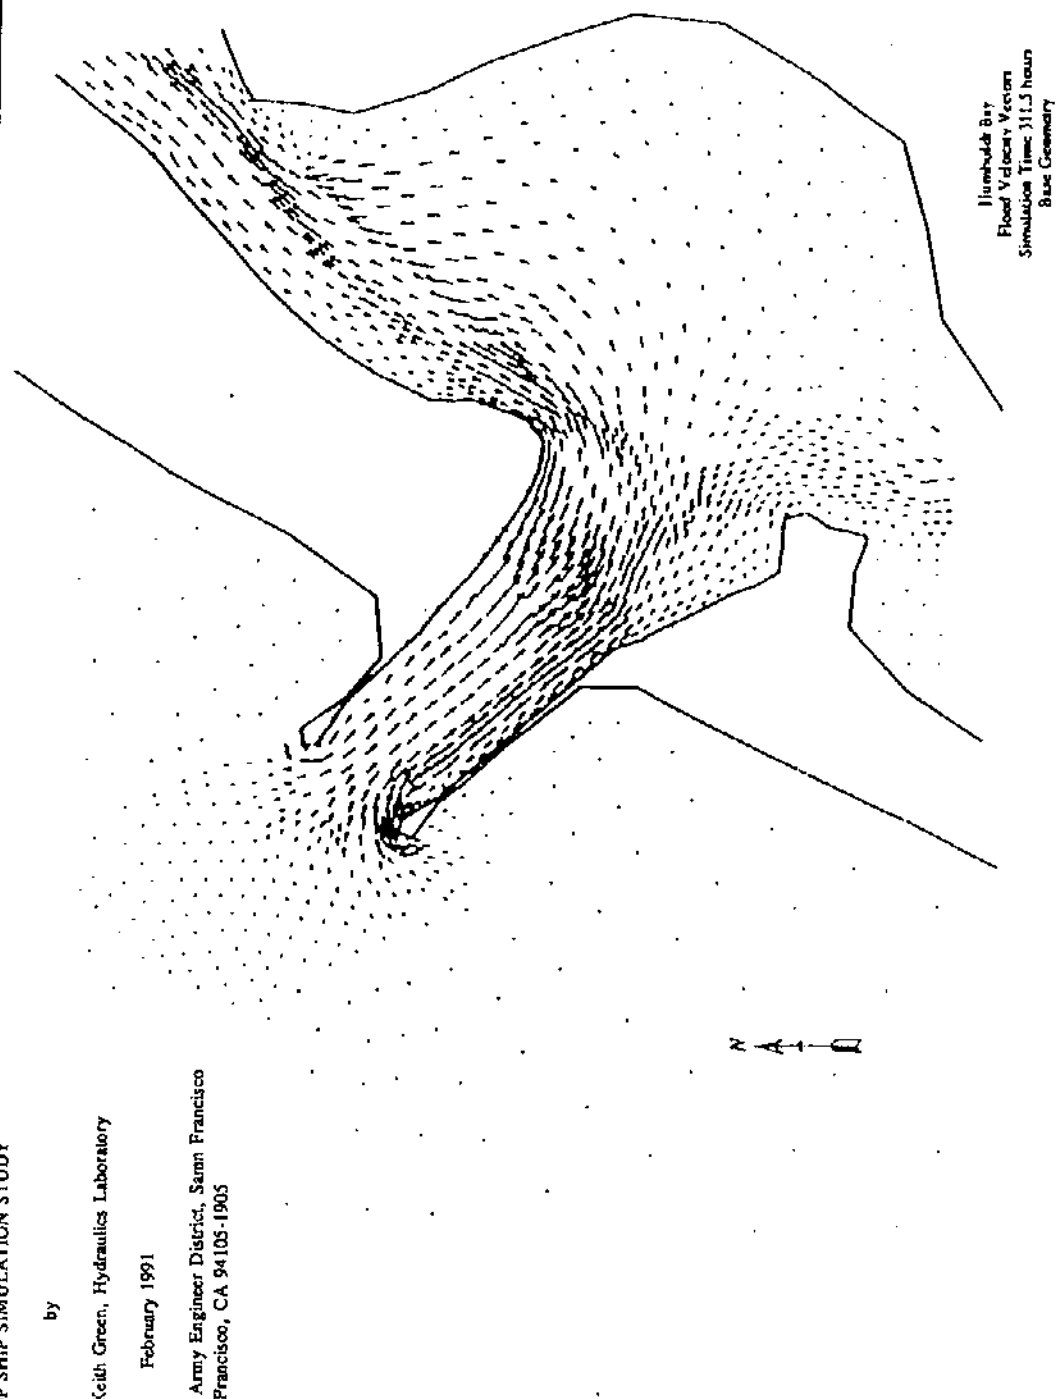 SHIP SIMULATION STUDY
by
Keith Green, Hydraulics Laboratory
February 1991
Army Engineer District, Samn Francisco
Francisco, CA 94105-1905
N
Humboldt Bay
Flood Velocity Vectors
Simulation Time: 311.5 hours
Base Geometry